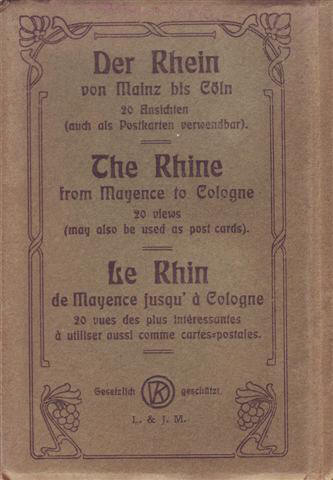 Der Rhein
von Mainz bis Cöln
20 Ansichten
(auch als Postkarten verwendbar).
The Rhine
from Mayence to Cologne
20 views
(may also be used as post cards).
Le Rhin
de Mayence jusqu' à Cologne
20 vues des plus intéressantes
à utiliser aussi comme cartes=postales.
Gesetzlich VK geschützt.
L. & J. M.